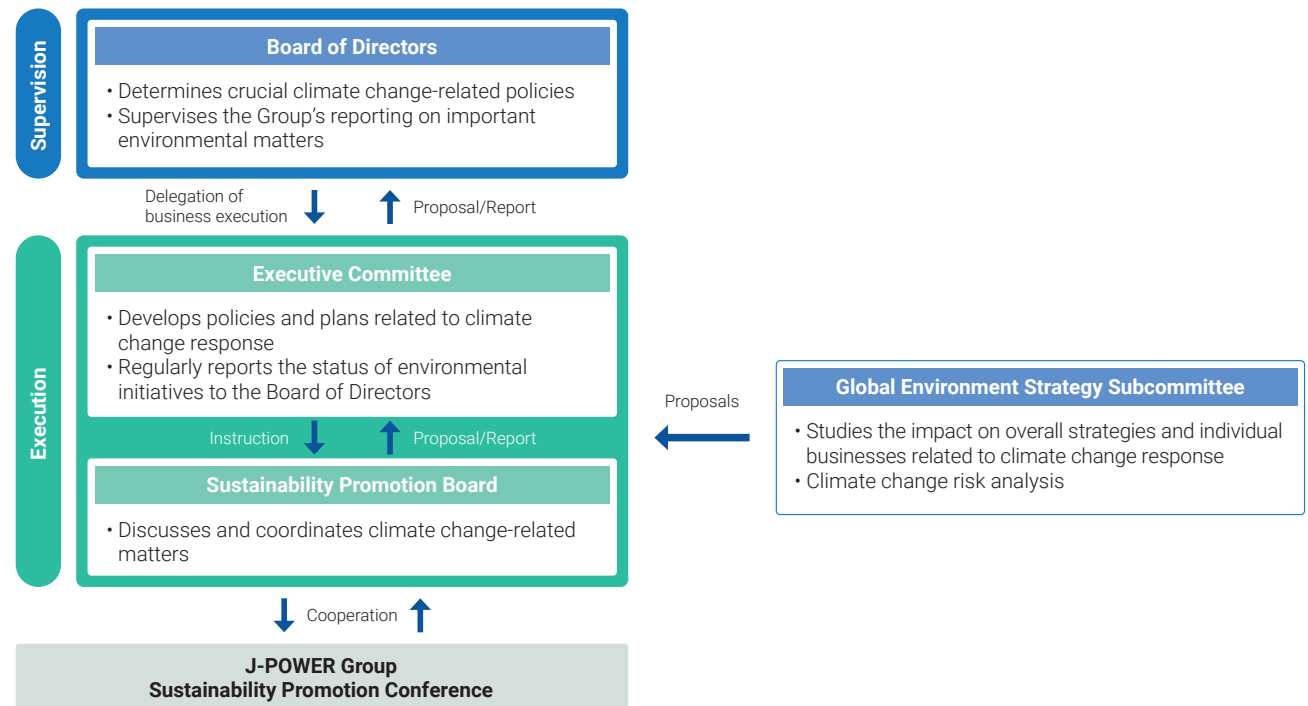 Supervision
Board of Directors
• Determines crucial climate change-related policies
• Supervises the Group's reporting on important
environmental matters
Delegation of
business execution
Proposal/Report
Execution
Executive Committee
• Develops policies and plans related to climate
change response
• Regularly reports the status of environmental
initiatives to the Board of Directors
Instruction
Proposal/Report
Sustainability Promotion Board
• Discusses and coordinates climate change-related
matters
Proposals
Global Environment Strategy Subcommittee
• Studies the impact on overall strategies and individual
businesses related to climate change response
• Climate change risk analysis
Cooperation
J-POWER Group
Sustainability Promotion Conference